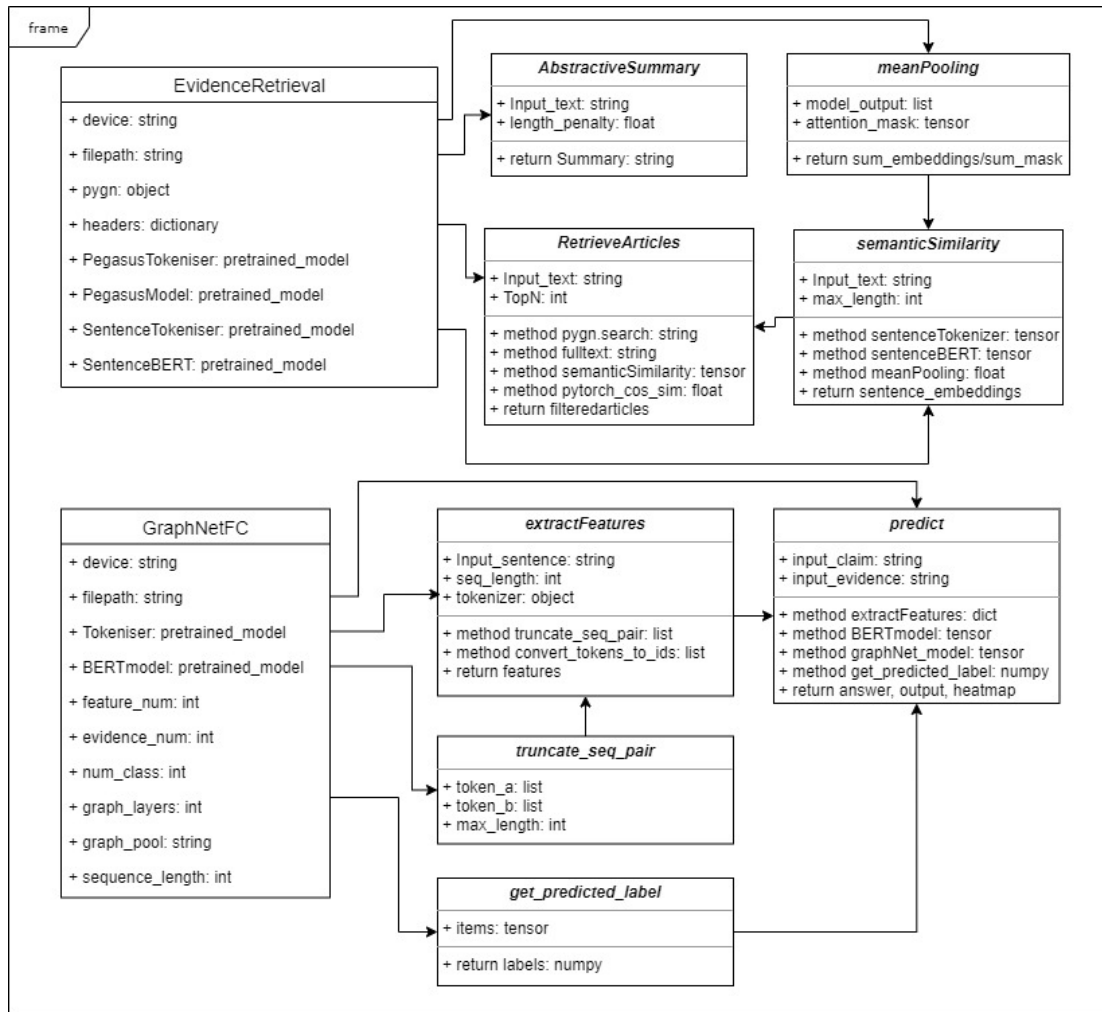 frame
EvidenceRetrieval
+ device: string
+ filepath: string
+ pygn: object
+ headers: dictionary
+ PegasusTokeniser: pretrained_model
+ PegasusModel: pretrained_model
+ SentenceTokeniser: pretrained_model
+ SentenceBERT: pretrained_model
AbstractiveSummary
+ Input_text: string
+ length_penalty: float
+ return Summary: string
meanPooling
+ model_output: list
+ attention_mask: tensor
+ return sum_embeddings/sum_mask
RetrieveArticles
+ Input_text: string
+ TopN: int
+ method pygn.search: string
+ method fulltext: string
+ method semanticSimilarity: tensor
+ method pytorch_cos_sim: float
+ return filteredarticles
semanticSimilarity
+ Input_text: string
+ max_length: int
+ method sentenceTokenizer: tensor
+ method sentenceBERT: tensor
+ method meanPooling: float
+ return sentence_embeddings
GraphNetFC
+ device: string
+ filepath: string
+ Tokeniser: pretrained_model
+ BERTmodel: pretrained_model
+ feature_num: int
+ evidence_num: int
+ num_class: int
+ graph_layers: int
+ graph_pool: string
+ sequence_length: int
extractFeatures
+ Input_sentence: string
+ seq_length: int
+ tokenizer: object
+ method truncate_seq_pair: list
+ method convert_tokens_to_ids: list
+ return features
predict
+ input_claim: string
+ input_evidence: string
+ method extractFeatures: dict
+ method BERTmodel: tensor
+ method graphNet_model: tensor
+ method get_predicted_label: numpy
+ return answer, output, heatmap
truncate_seq_pair
+ token_a: list
+ token_b: list
+ max_length: int
get_predicted_label
+ items: tensor
+ return labels: numpy